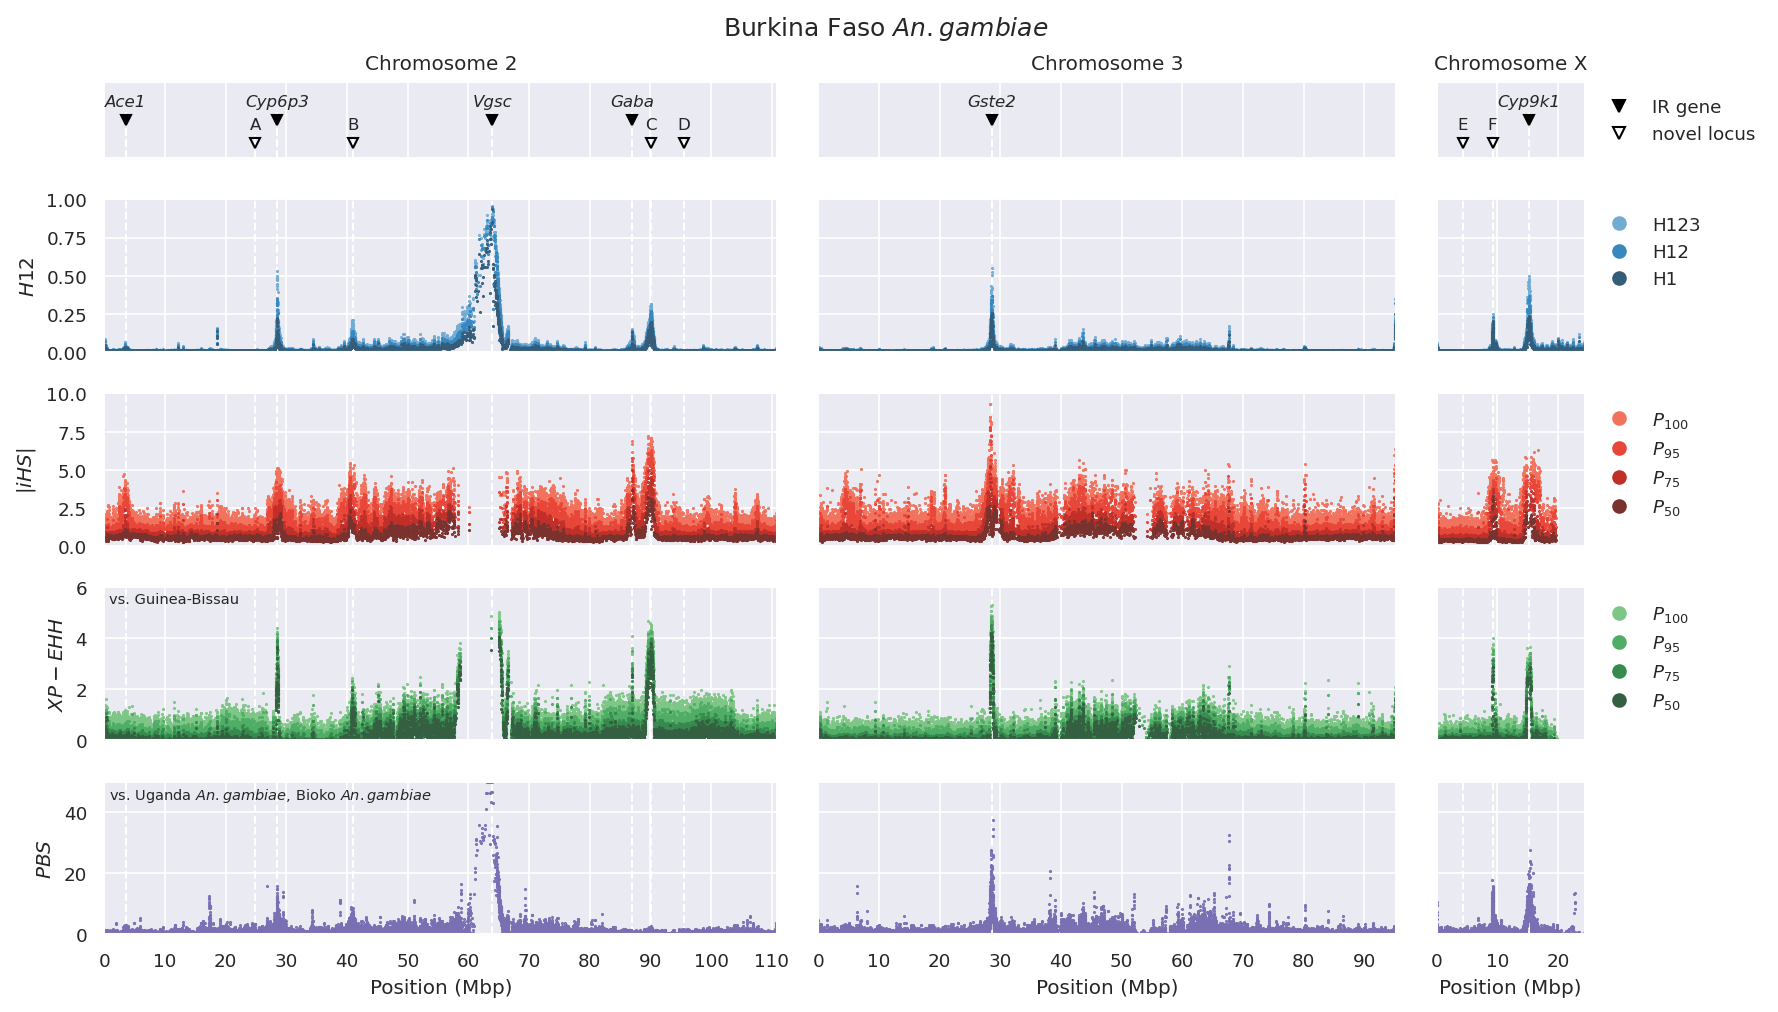 Burkina Faso An. gambiae
Chromosome 2
Chromosome 3
Chromosome X
Ace1
Cyp6p3
Vgsc
Gaba
Gste2
Cyp9k1
A
B
C
D
E
F
IR gene
novel locus
H12
1.00
0.75
0.50
0.25
0.00
H123
H12
H1
|iHS|
10.0
7.5
5.0
2.5
0.0
P100
P95
P75
P50
XP − EHH
6
4
2
0
vs. Guinea-Bissau
P100
P95
P75
P50
PBS
40
20
0
vs. Uganda An. gambiae, Bioko An. gambiae
0 10 20 30 40 50 60 70 80 90 100 110
0 10 20 30 40 50 60 70 80 90
0 10 20
Position (Mbp)
Position (Mbp)
Position (Mbp)